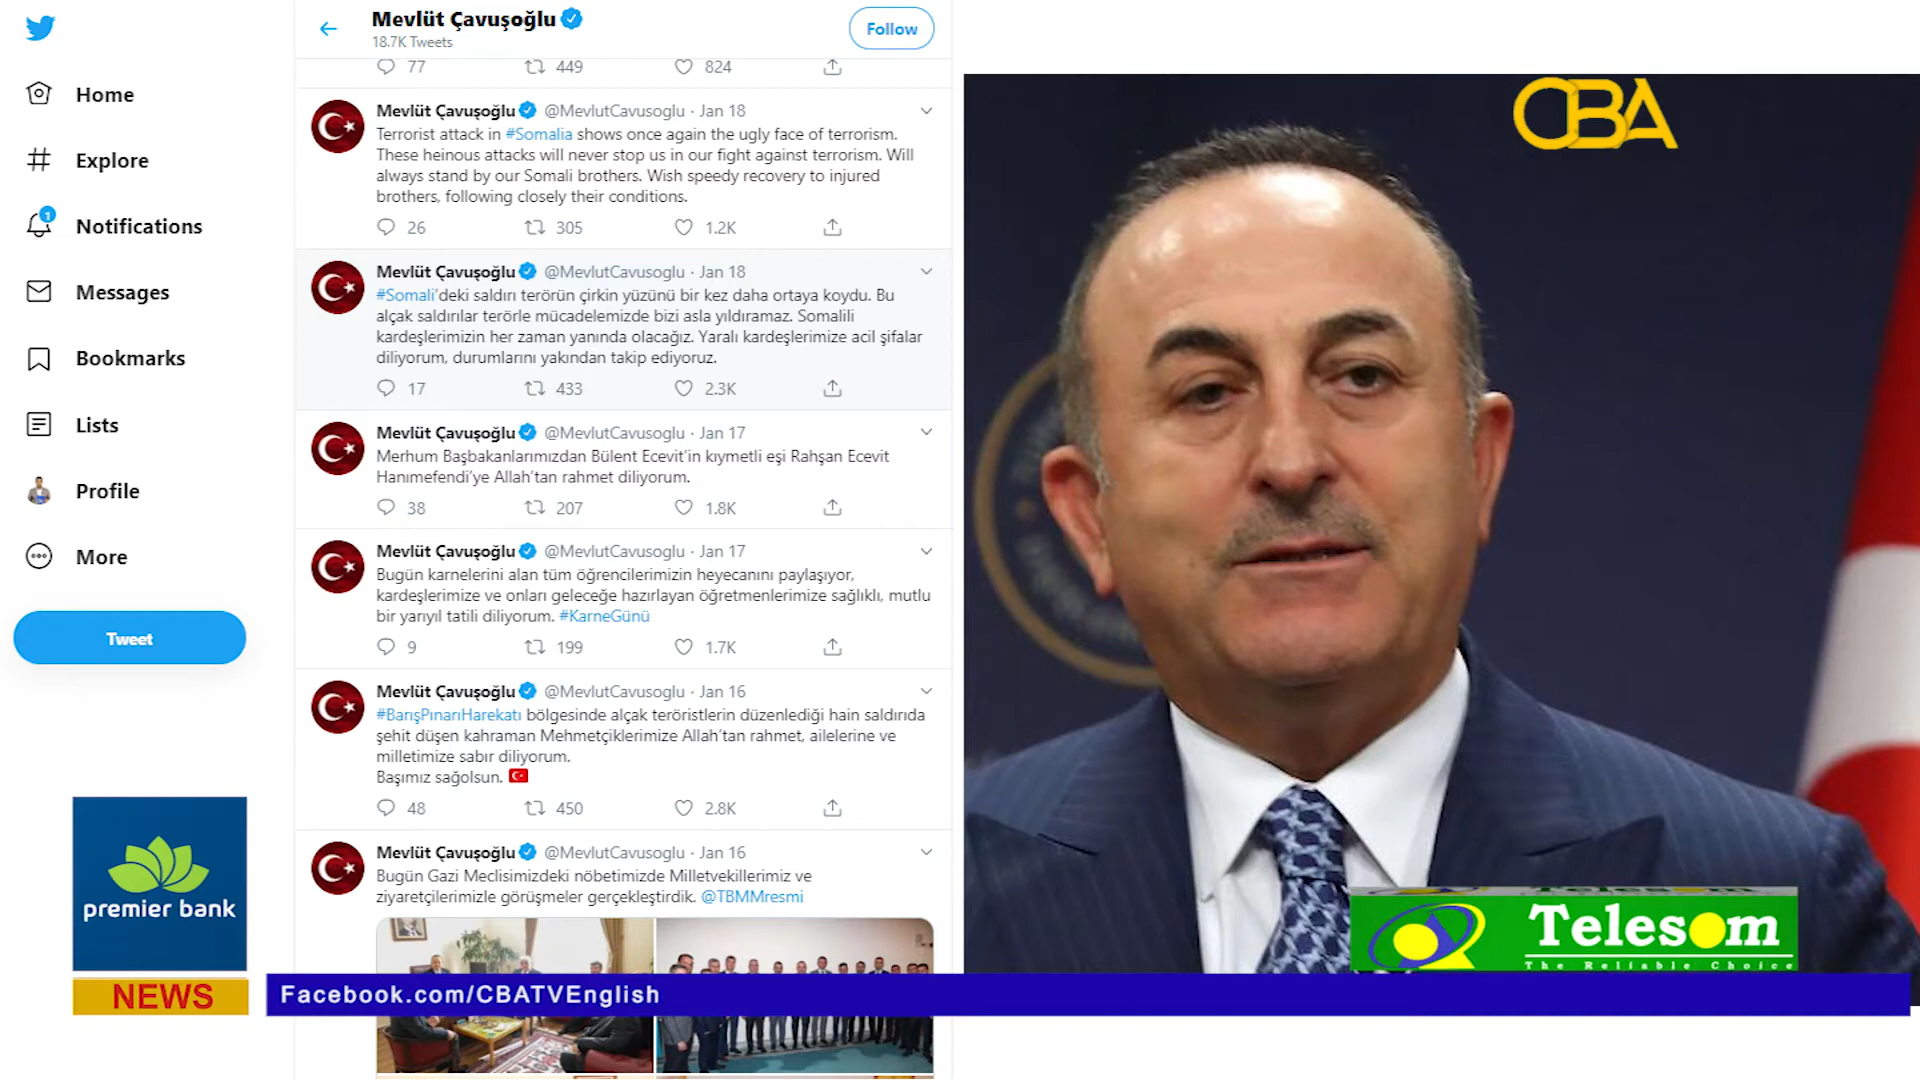 Mevlüt Çavuşoğlu
18.7K Tweets
Follow
Home
Explore
1
Notifications
Messages
Bookmarks
Lists
Profile
More
Tweet
77 449 824
Mevlüt Çavuşoğlu @MevlutCavusoglu · Jan 18
Terrorist attack in #Somalia shows once again the ugly face of terrorism.
These heinous attacks will never stop us in our fight against terrorism. Will
always stand by our Somali brothers. Wish speedy recovery to injured
brothers, following closely their conditions.
26 305 1.2K
Mevlüt Çavuşoğlu @MevlutCavusoglu · Jan 18
#Somali'deki saldırı terörün çirkin yüzünü bir kez daha ortaya koydu. Bu
alçak saldırılar terörle mücadelemizde bizi asla yıldıramaz. Somalili
kardeşlerimizin her zaman yanında olacağız. Yaralı kardeşlerimize acil şifalar
diliyorum, durumlarını yakından takip ediyoruz.
17 433 2.3K
Mevlüt Çavuşoğlu @MevlutCavusoglu · Jan 17
Merhum Başbakanlarımızdan Bülent Ecevit'in kıymetli eşi Rahşan Ecevit
Hanımefendi'ye Allah'tan rahmet diliyorum.
38 207 1.8K
Mevlüt Çavuşoğlu @MevlutCavusoglu · Jan 17
Bugün karnelerini alan tüm öğrencilerimizin heyecanını paylaşıyor,
kardeşlerimize ve onları geleceğe hazırlayan öğretmenlerimize sağlıklı, mutlu
bir yarıyıl tatili diliyorum. #KarneGünü
9 199 1.7K
Mevlüt Çavuşoğlu @MevlutCavusoglu · Jan 16
#BarışPınarıHarekatı bölgesinde alçak teröristlerin düzenlediği hain saldırıda
şehit düşen kahraman Mehmetçiklerimize Allah'tan rahmet, ailelerine ve
milletimize sabır diliyorum.
Başımız sağolsun.
48 450 2.8K
Mevlüt Çavuşoğlu @MevlutCavusoglu · Jan 16
Bugün Gazi Meclisimizdeki nöbetimizde Milletvekillerimiz ve
ziyaretçilerimizle görüşmeler gerçekleştirdik. @TBMMresmi
CBA
premier bank
Telesom
The Reliable Choice
NEWS
Facebook.com/CBATVEnglish